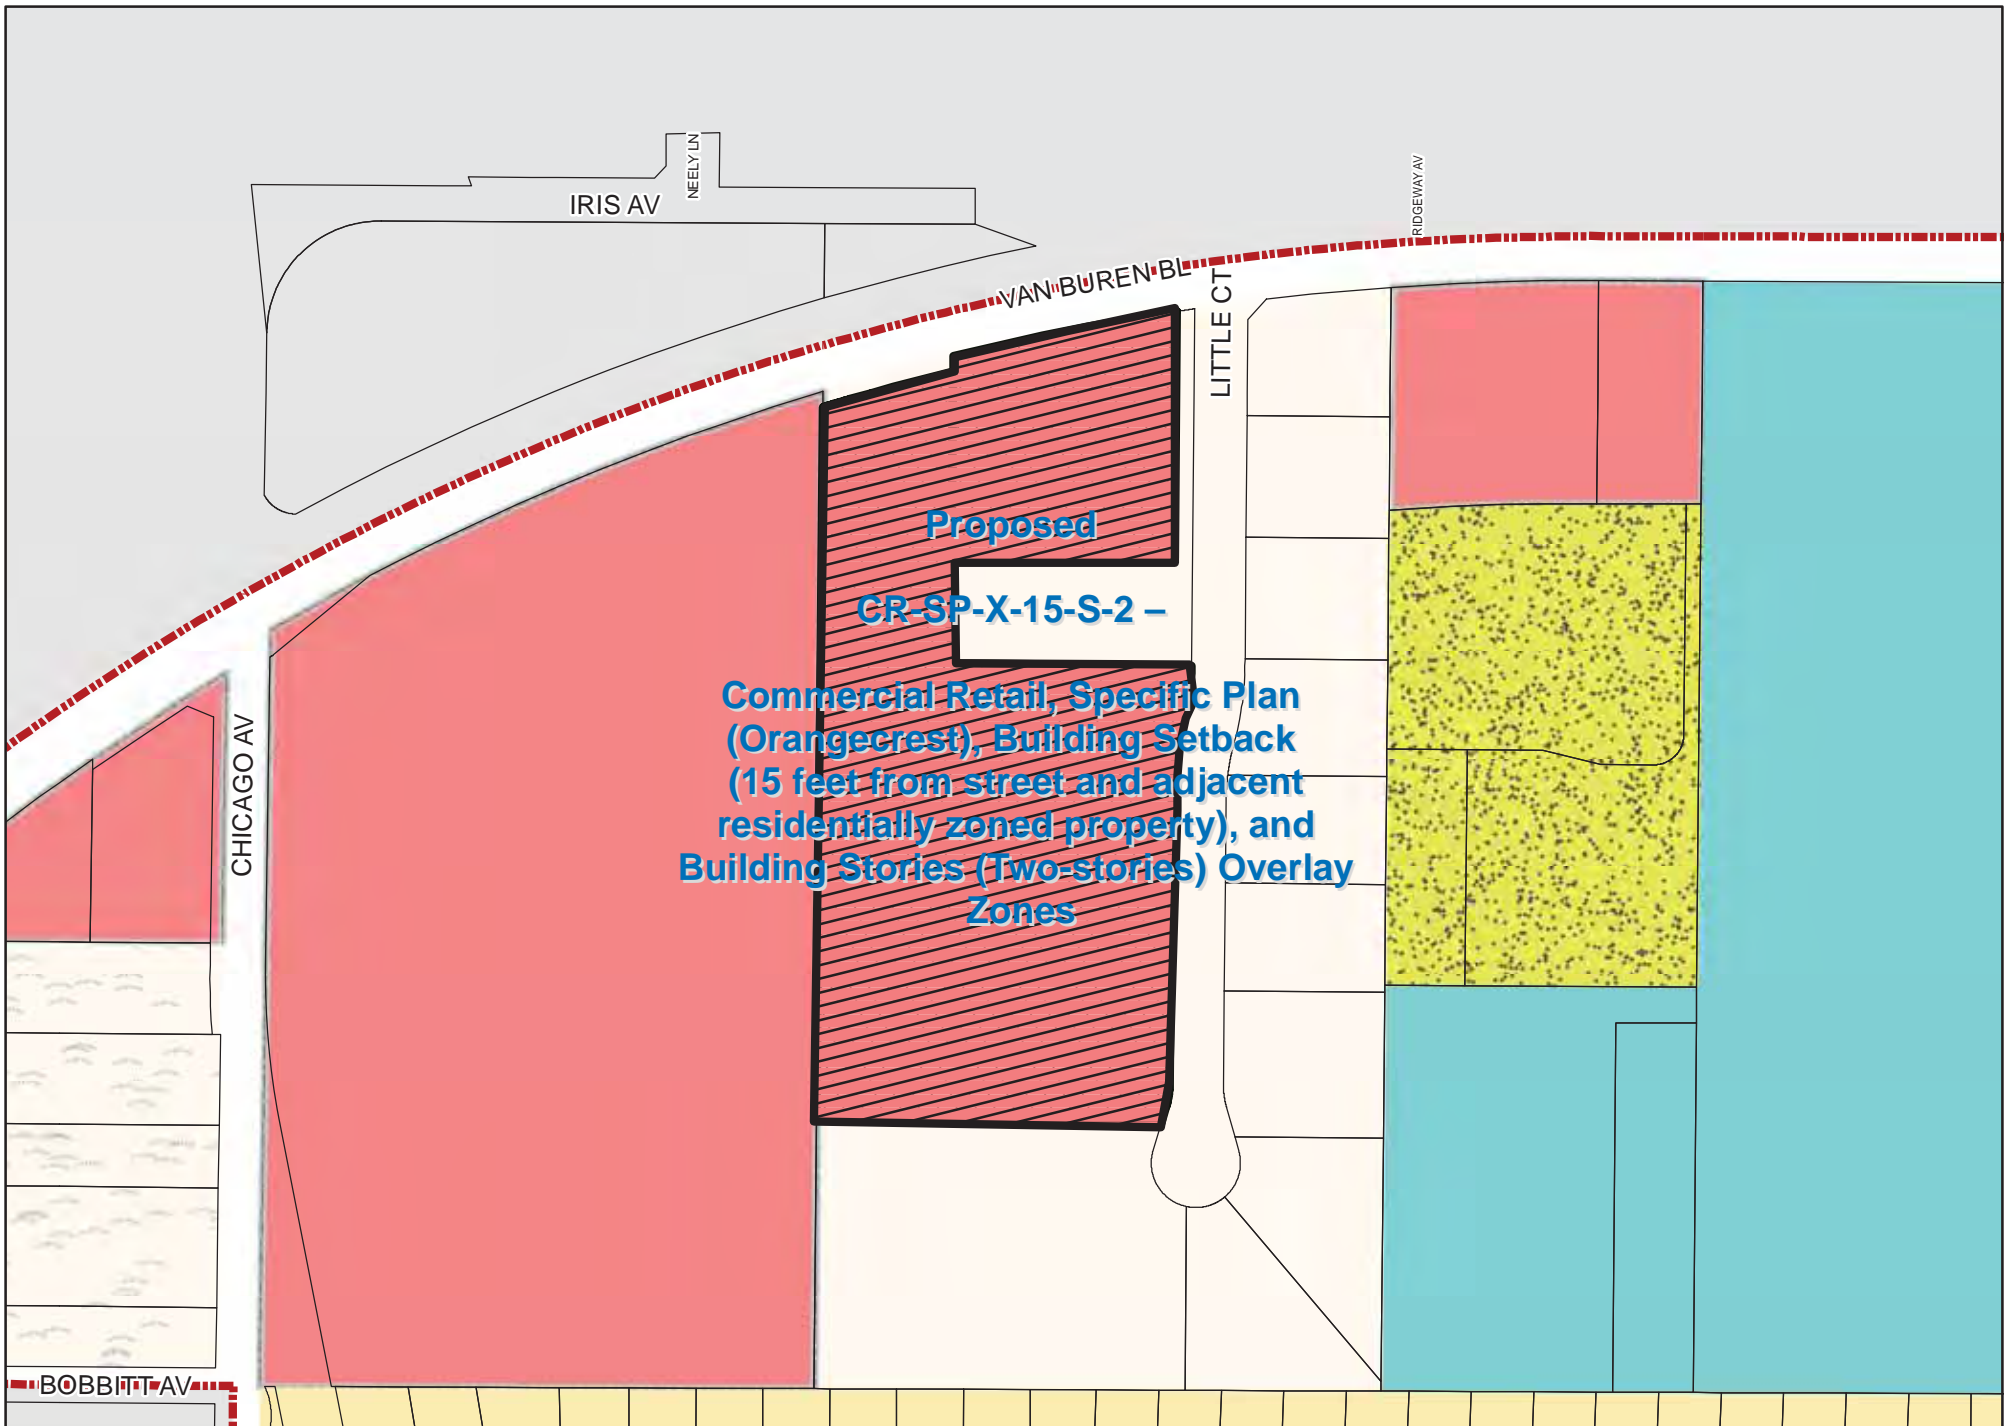 NEELY LN
IRIS AV
RIDGEWAY AV
VAN BUREN BL
LITTLE CT
Proposed
CR-SP-X-15-S-2 –
Commercial Retail, Specific Plan
(Orangecrest), Building Setback
(15 feet from street and adjacent
residentially zoned property), and
Building Stories (Two-stories) Overlay
Zones
CHICAGO AV
BOBBITT AV